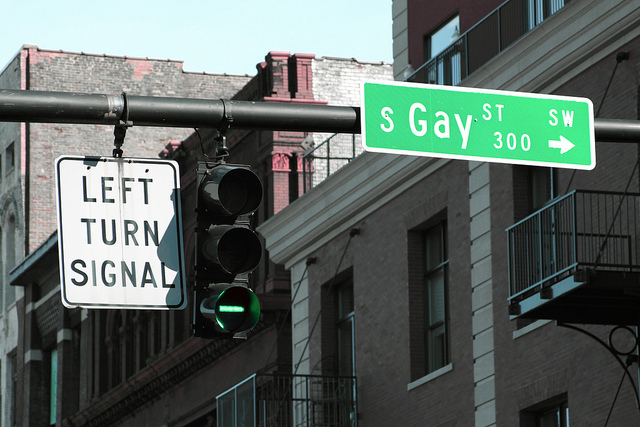 LEFT
TURN
SIGNAL
S Gay ST SW
300 →